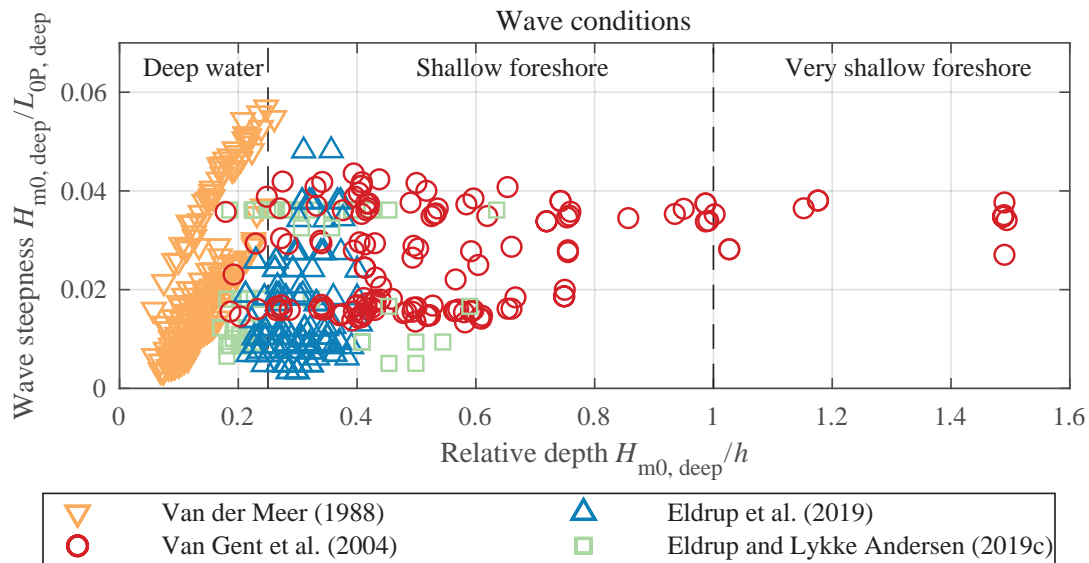 Wave conditions
Deep water
Shallow foreshore
Very shallow foreshore
Wave steepness H_m0, deep/L_0P, deep
0.06
0.04
0.02
0
0 0.2 0.4 0.6 0.8 1 1.2 1.4 1.6
Relative depth H_m0, deep/h
Van der Meer (1988)
Eldrup et al. (2019)
Van Gent et al. (2004)
Eldrup and Lykke Andersen (2019c)